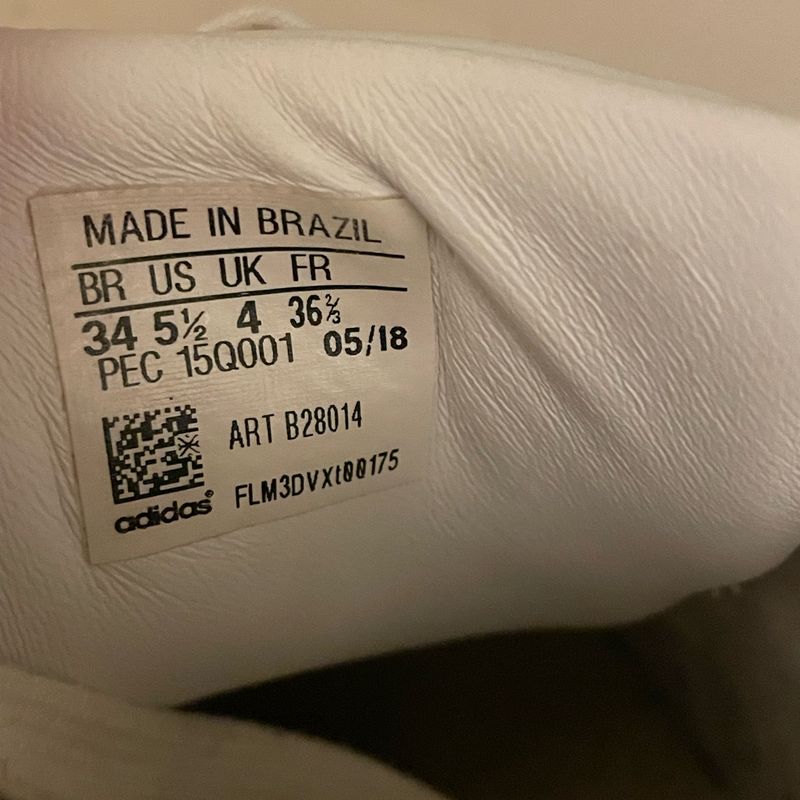 MADE IN BRAZIL
BR US UK FR
34 5½ 4 36⅔
PEC 15Q001 05/18
ART B28014
FLM3DVXt00175
adidas®